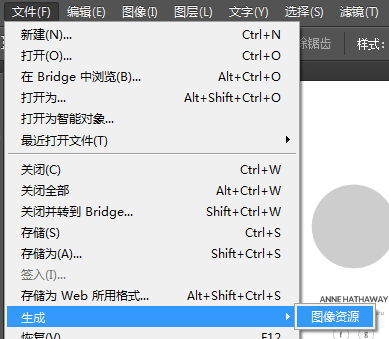 文件(F) 编辑(E) 图像(I) 图层(L) 文字(Y) 选择(S) 滤镜(T)
新建(N)... Ctrl+N
打开(O)... Ctrl+O
除锯齿 样式:
在 Bridge 中浏览(B)... Alt+Ctrl+O
打开为... Alt+Shift+Ctrl+O
打开为智能对象...
最近打开文件(T)
关闭(C) Ctrl+W
关闭全部 Alt+Ctrl+W
关闭并转到 Bridge... Shift+Ctrl+W
存储(S) Ctrl+S
存储为(A)... Shift+Ctrl+S
签入(I)...
存储为 Web 所用格式... Alt+Shift+Ctrl+S
ANNE HATHAWAY
生成 图像资源
恢复(V) F12